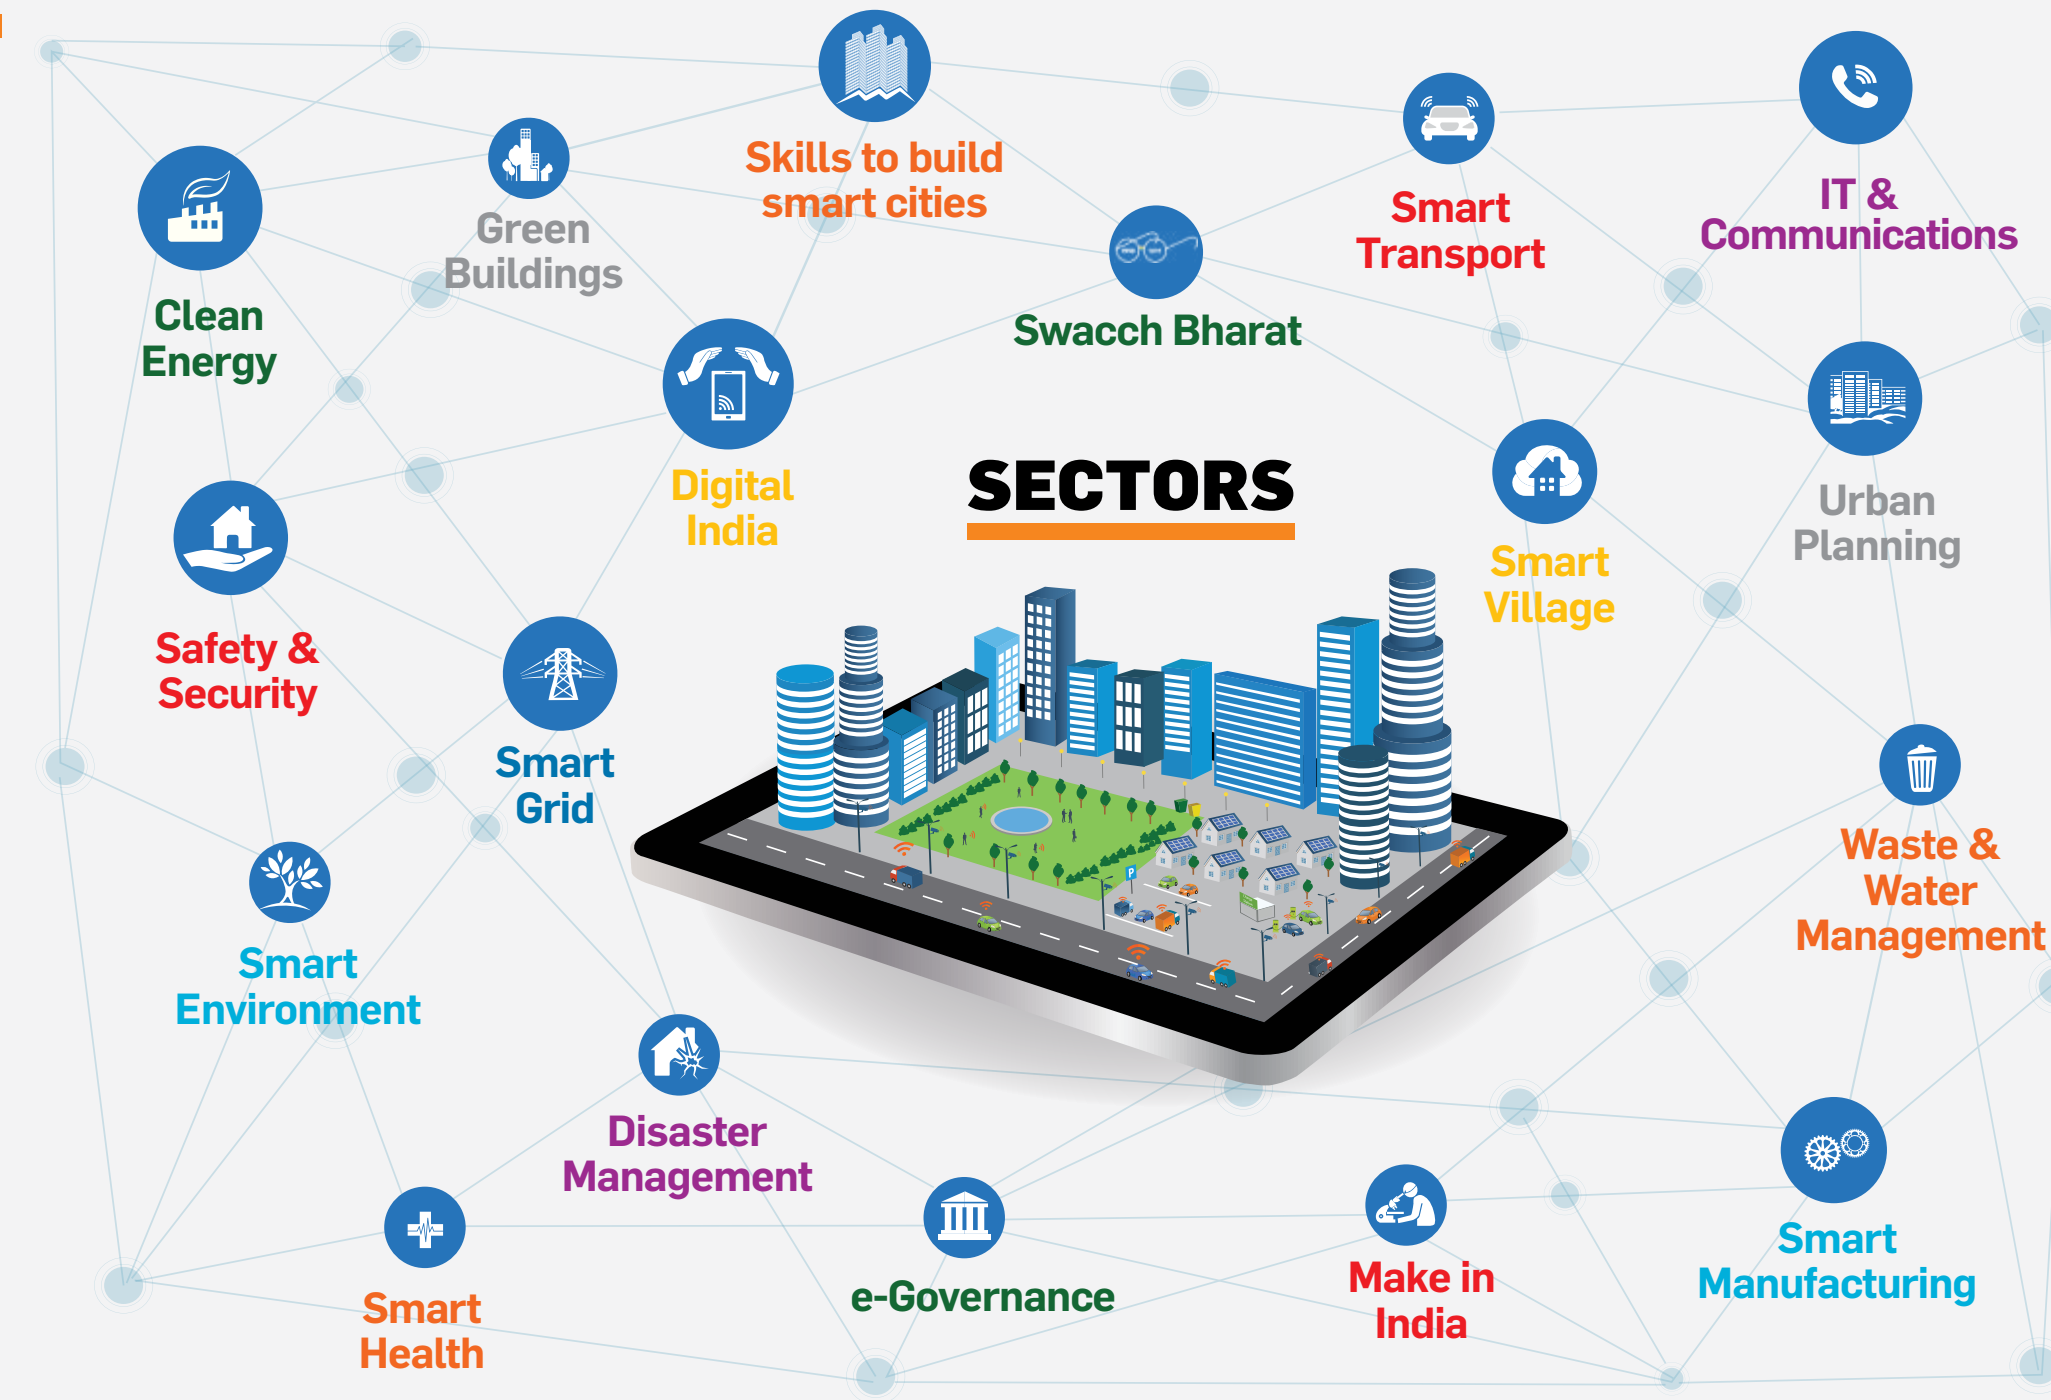 Skills to build
smart cities
Smart
Transport
IT &
Communications
Green
Buildings
Clean
Energy
Swacch Bharat
Digital
India
SECTORS
Smart
Village
Urban
Planning
Safety &
Security
Smart
Grid
Waste &
Water
Management
Smart
Environment
P
Disaster
Management
Smart
Health
e-Governance
Make in
India
Smart
Manufacturing